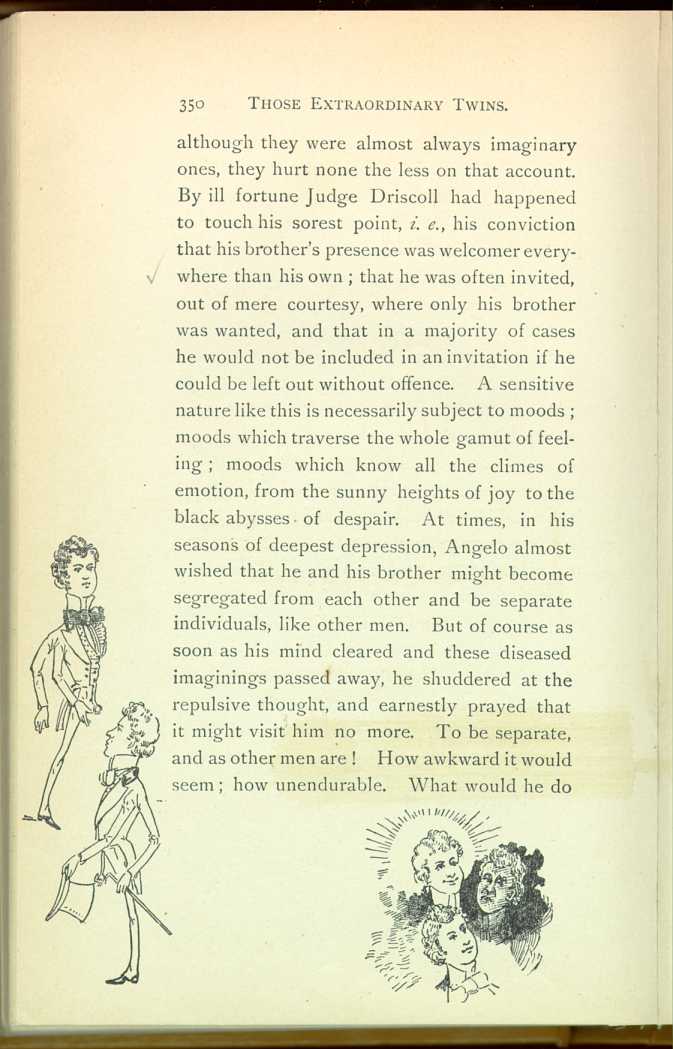 350 THOSE EXTRAORDINARY TWINS.
although they were almost always imaginary
ones, they hurt none the less on that account.
By ill fortune Judge Driscoll had happened
to touch his sorest point, i. e., his conviction
that his brother's presence was welcomer every-
where than his own ; that he was often invited,
out of mere courtesy, where only his brother
was wanted, and that in a majority of cases
he would not be included in an invitation if he
could be left out without offence. A sensitive
nature like this is necessarily subject to moods ;
moods which traverse the whole gamut of feel-
ing ; moods which know all the climes of
emotion, from the sunny heights of joy to the
black abysses of despair. At times, in his
seasons of deepest depression, Angelo almost
wished that he and his brother might become
segregated from each other and be separate
individuals, like other men. But of course as
soon as his mind cleared and these diseased
imaginings passed away, he shuddered at the
repulsive thought, and earnestly prayed that
it might visit him no more. To be separate,
and as other men are ! How awkward it would
seem ; how unendurable. What would he do